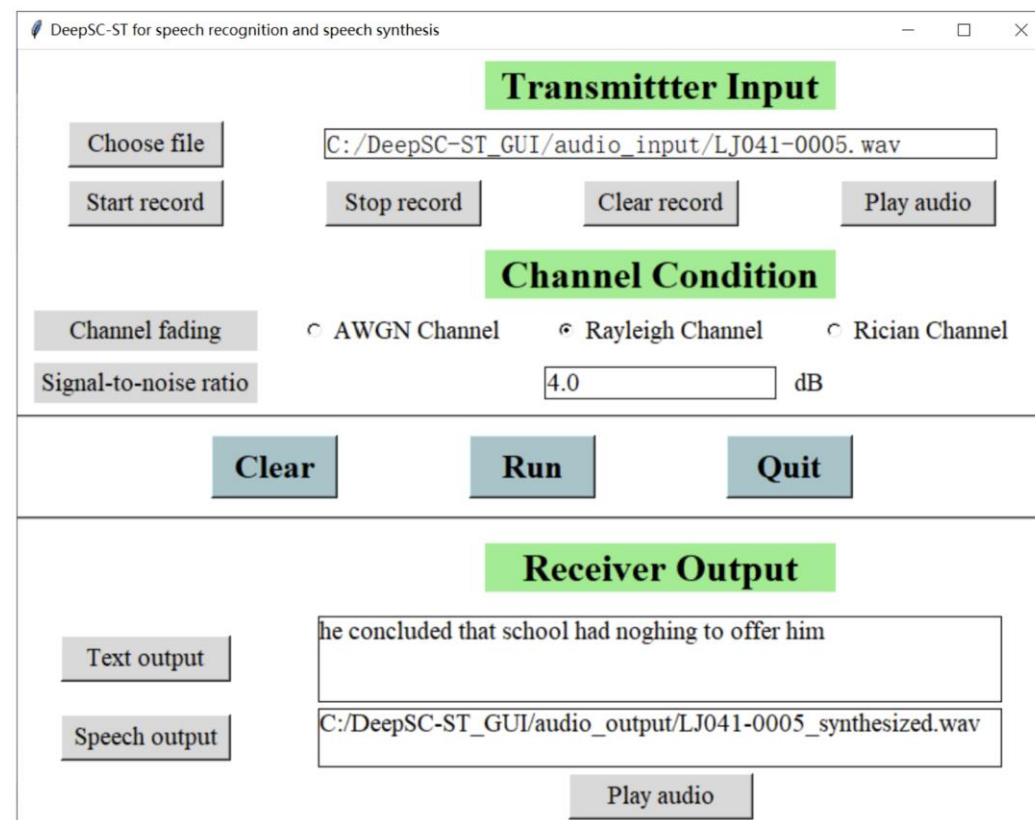 DeepSC-ST for speech recognition and speech synthesis
Transmittter Input
Choose file C:/DeepSC-ST_GUI/audio_input/LJ041-0005.wav
Start record Stop record Clear record Play audio
Channel Condition
Channel fading AWGN Channel Rayleigh Channel Rician Channel
Signal-to-noise ratio 4.0 dB
Clear Run Quit
Receiver Output
he concluded that school had noghing to offer him
Text output
C:/DeepSC-ST_GUI/audio_output/LJ041-0005_synthesized.wav
Speech output
Play audio